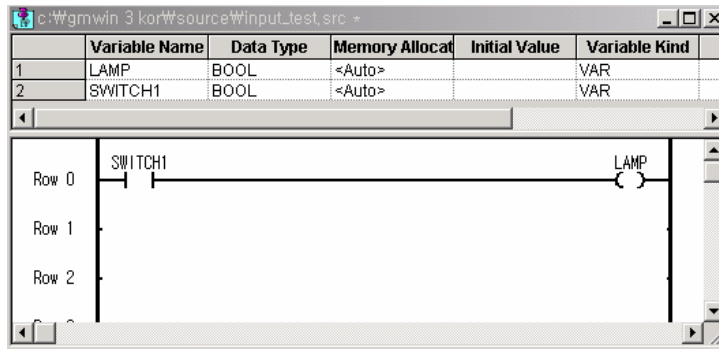 c:₩gmwin 3 kor₩source₩input_test.src *
Variable Name Data Type Memory Allocat Initial Value Variable Kind
1 LAMP BOOL <Auto> VAR
2 SWITCH1 BOOL <Auto> VAR
SWITCH1 LAMP
Row 0
Row 1
Row 2